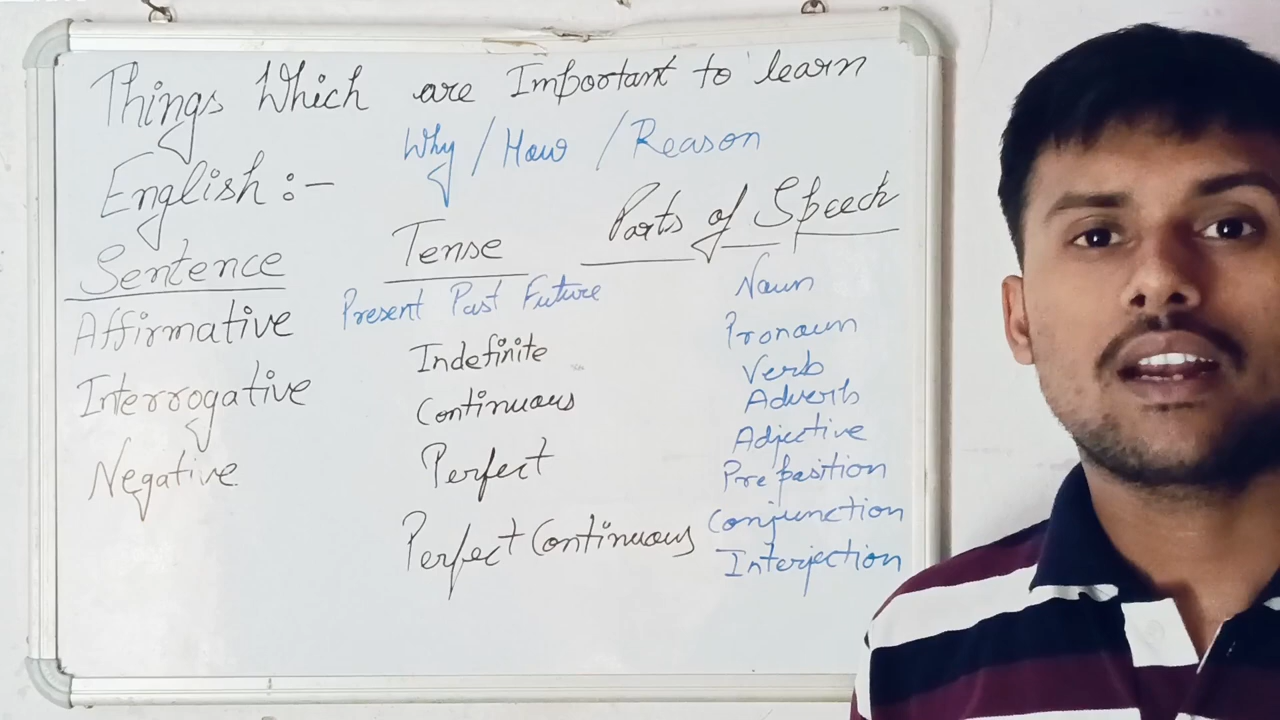 Things Which are Important to learn
Why / How / Reason
English :-
Sentence
Affirmative
Interrogative
Negative
Tense
Present Past Future
Indefinite
Continuous
Perfect
Perfect Continuous
Parts of Speech
Noun
Pronoun
Verb
Adverb
Adjective
Preposition
Conjunction
Interjection